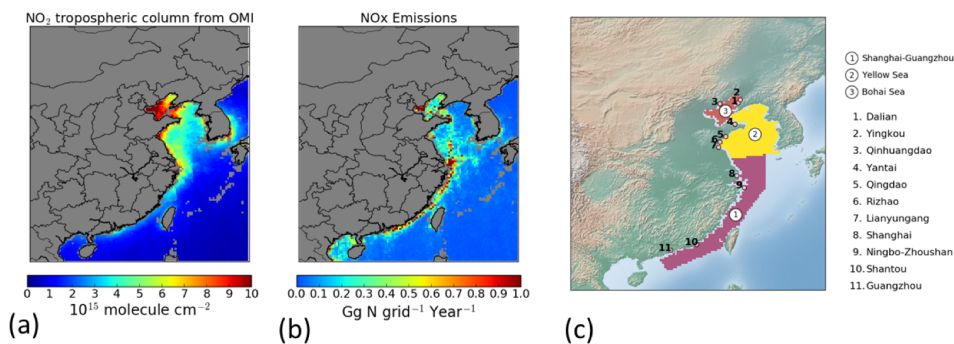 NO₂ tropospheric column from OMI
0 1 2 3 4 5 6 7 8 9 10
10¹⁵ molecule cm⁻²
(a)
NOx Emissions
0.0 0.1 0.2 0.3 0.4 0.5 0.6 0.7 0.8 0.9 1.0
Gg N grid⁻¹ Year⁻¹
(b)
2
3 1
3
4
2
5
6
7
8
9
1
10
11
(c)
1 Shanghai-Guangzhou
2 Yellow Sea
3 Bohai Sea
1. Dalian
2. Yingkou
3. Qinhuangdao
4. Yantai
5. Qingdao
6. Rizhao
7. Lianyungang
8. Shanghai
9. Ningbo-Zhoushan
10. Shantou
11. Guangzhou